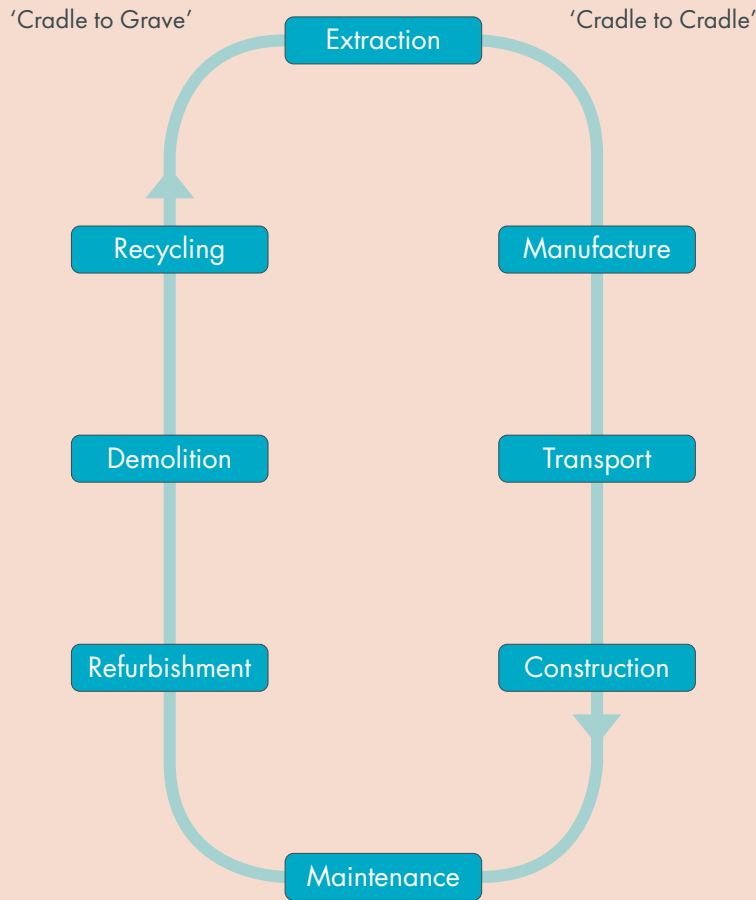 ‘Cradle to Grave’
‘Cradle to Cradle’
Extraction
Recycling
Manufacture
Demolition
Transport
Refurbishment
Construction
Maintenance